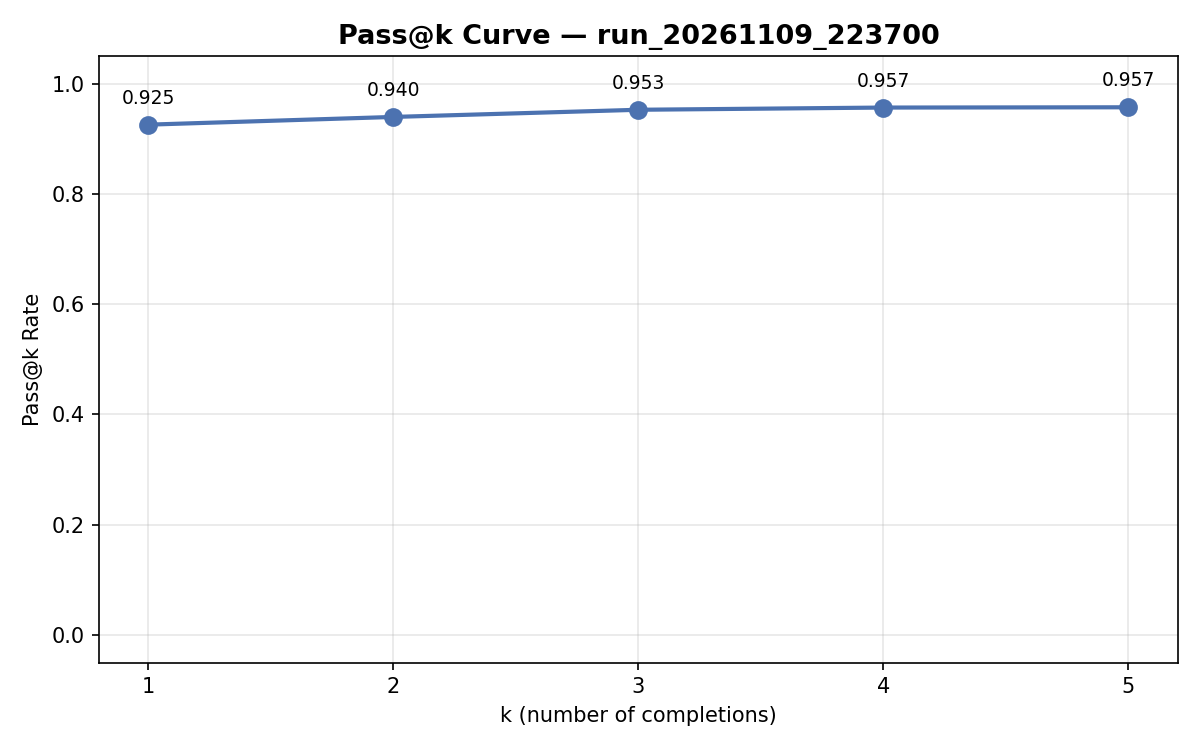 Pass@k Curve — run_20261109_223700
0.925
0.940
0.953
0.957
0.957
1.0
0.8
0.6
0.4
0.2
0.0
Pass@k Rate
1 2 3 4 5
k (number of completions)